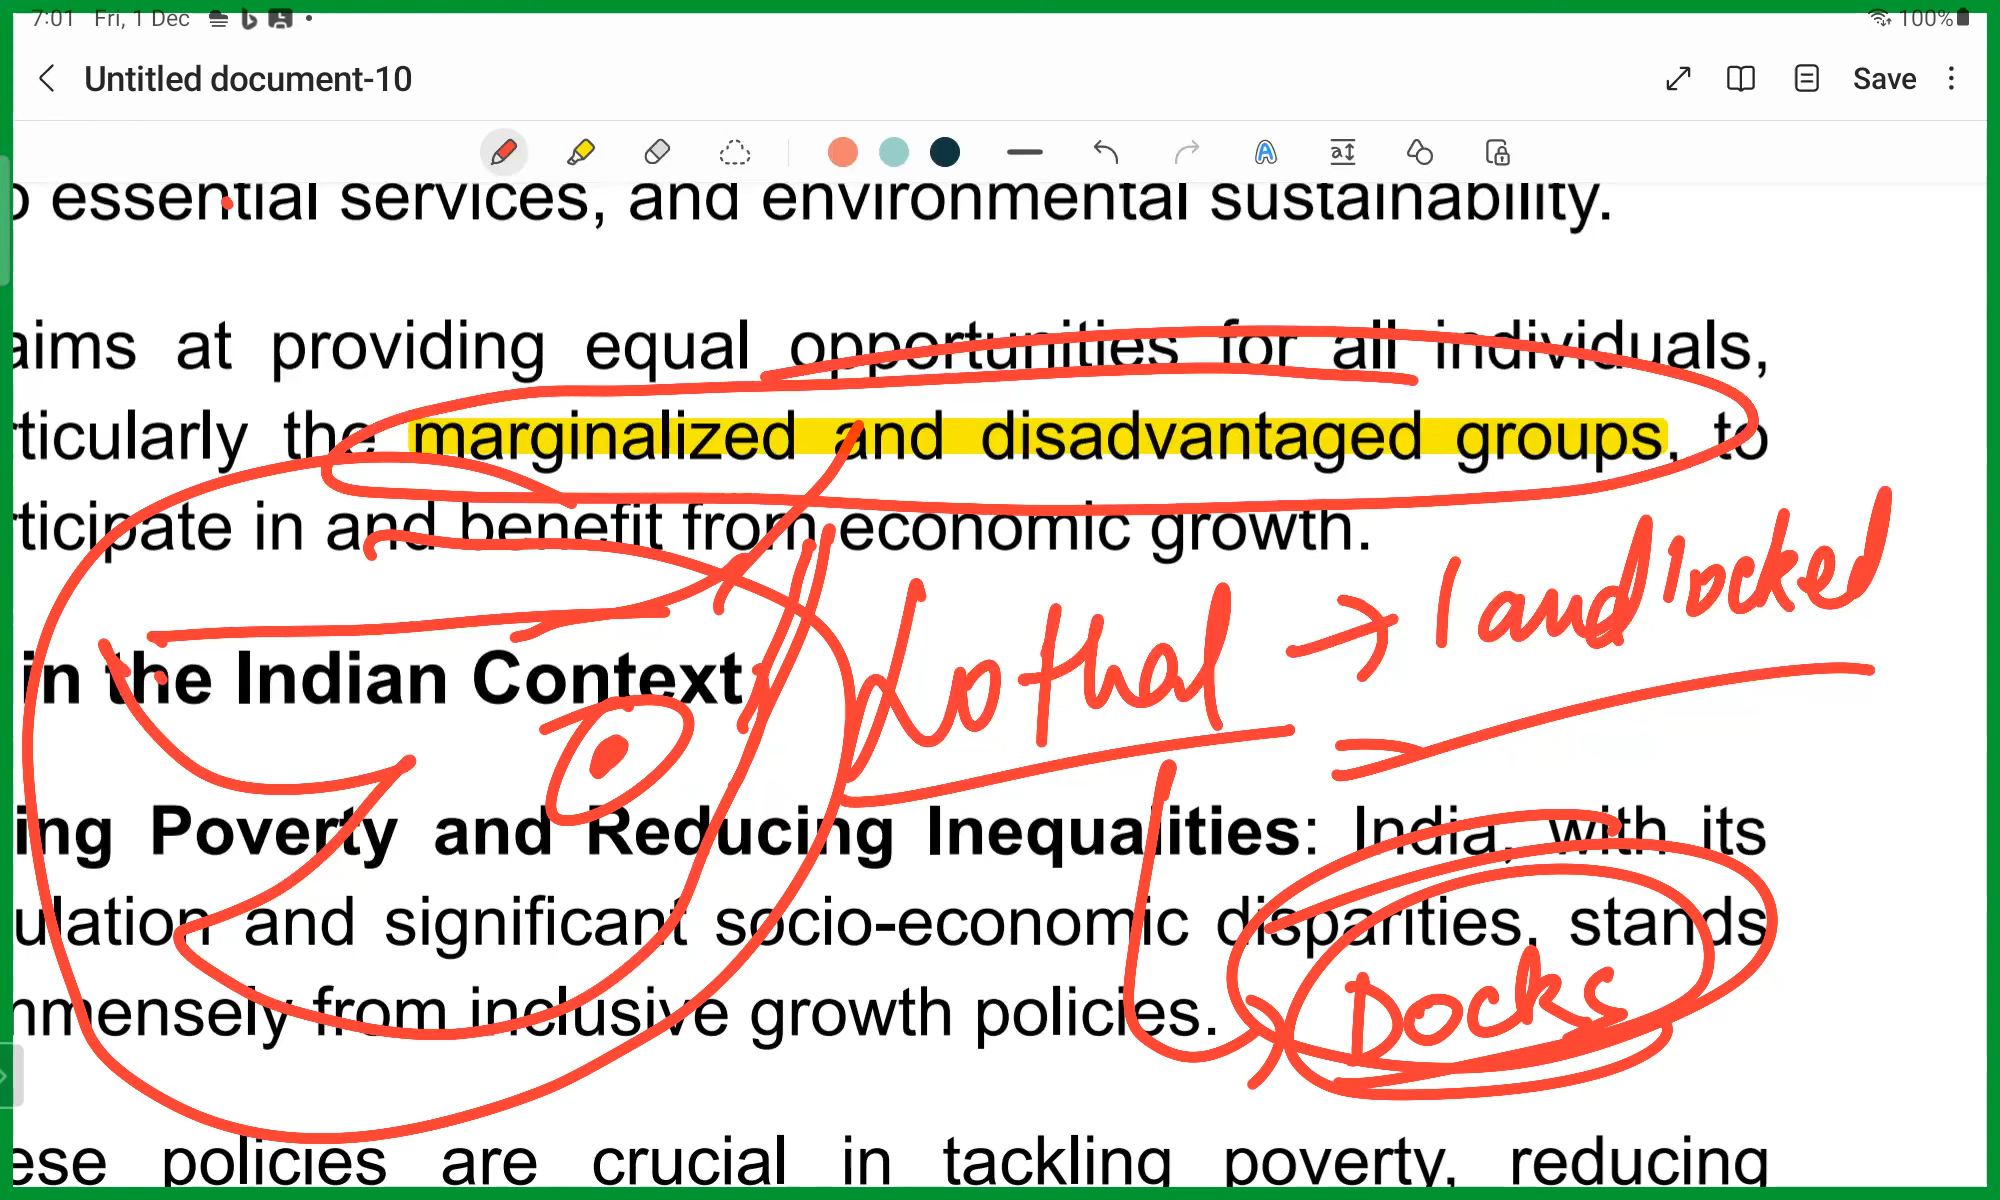 7:01 Fri, 1 Dec
100%
Untitled document-10
Save
essential services, and environmental sustainability.
aims at providing equal opportunities for all individuals,
ticularly the marginalized and disadvantaged groups, to
ticipate in and benefit from economic growth.
Lothal → landlocked
in the Indian Context
ing Poverty and Reducing Inequalities: India, with its
ulation and significant socio-economic disparities, stands
Docks
mmensely from inclusive growth policies.
ese policies are crucial in tackling poverty, reducing